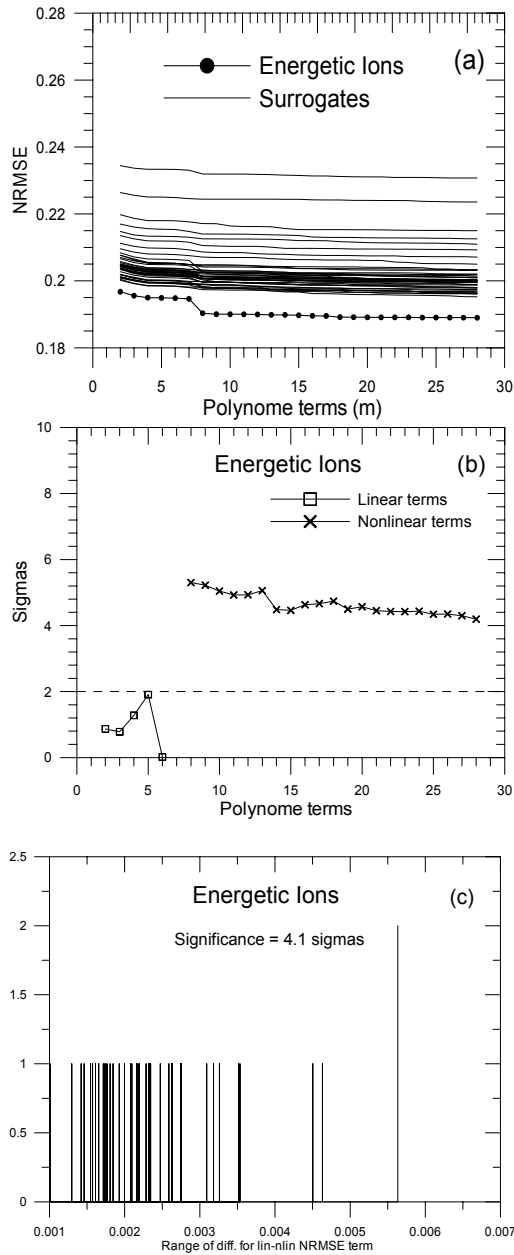 0.28
(a)
Energetic Ions
Surrogates
0.26
0.24
NRMSE
0.22
0.2
0.18
0 5 10 15 20 25 30
Polynome terms (m)
10
Energetic Ions
(b)
Linear terms
Nonlinear terms
8
6
Sigmas
4
2
0
0 5 10 15 20 25 30
Polynome terms
2.5
Energetic Ions
(c)
Significance = 4.1 sigmas
2
1.5
1
0.5
0
0.001 0.002 0.003 0.004 0.005 0.006 0.007
Range of diff. for lin-nlin NRMSE term